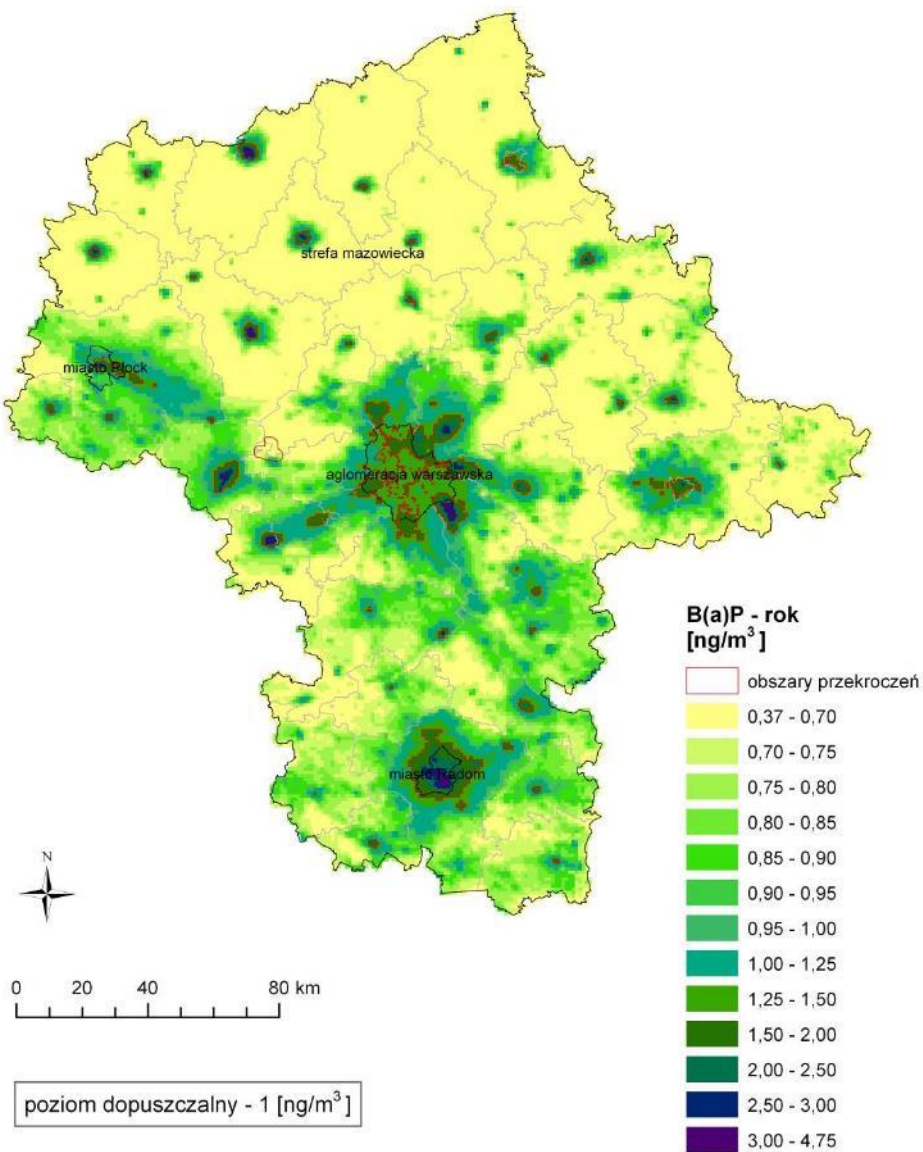 strefa mazowiecka
miasto Płock
aglomeracja warszawska
miasto Radom
B(a)P - rok
[ng/m³ ]
obszary przekroczeń
0,37 - 0,70
0,70 - 0,75
0,75 - 0,80
0,80 - 0,85
0,85 - 0,90
0,90 - 0,95
0,95 - 1,00
1,00 - 1,25
1,25 - 1,50
1,50 - 2,00
2,00 - 2,50
2,50 - 3,00
3,00 - 4,75
N
0 20 40 80 km
poziom dopuszczalny - 1 [ng/m³ ]